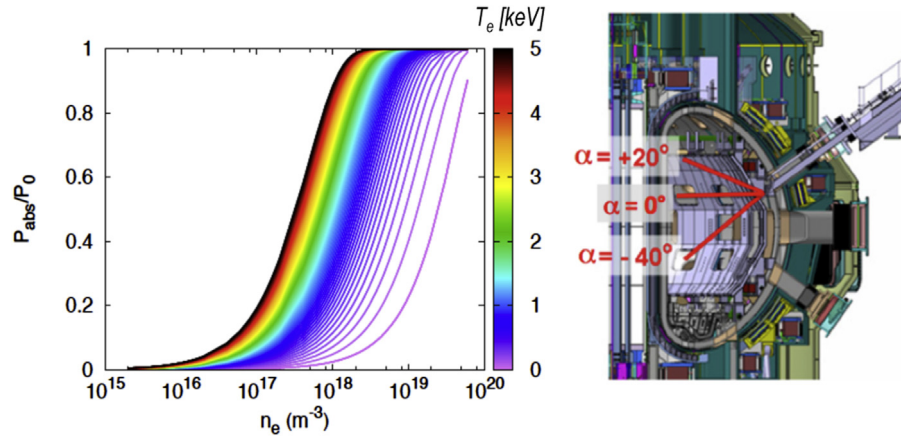 T_e [keV]
1
0.8
0.6
0.4
0.2
0
P_abs/P_0
10^15 10^16 10^17 10^18 10^19 10^20
n_e (m^-3)
5
4
3
2
1
0
α = +20°
α = 0°
α = - 40°